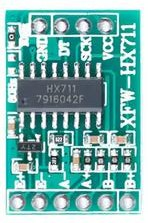 GND
DT
SCK
VCC
HX711
7916042F
XFW-HX711
E-
A-
A+
B-
B+